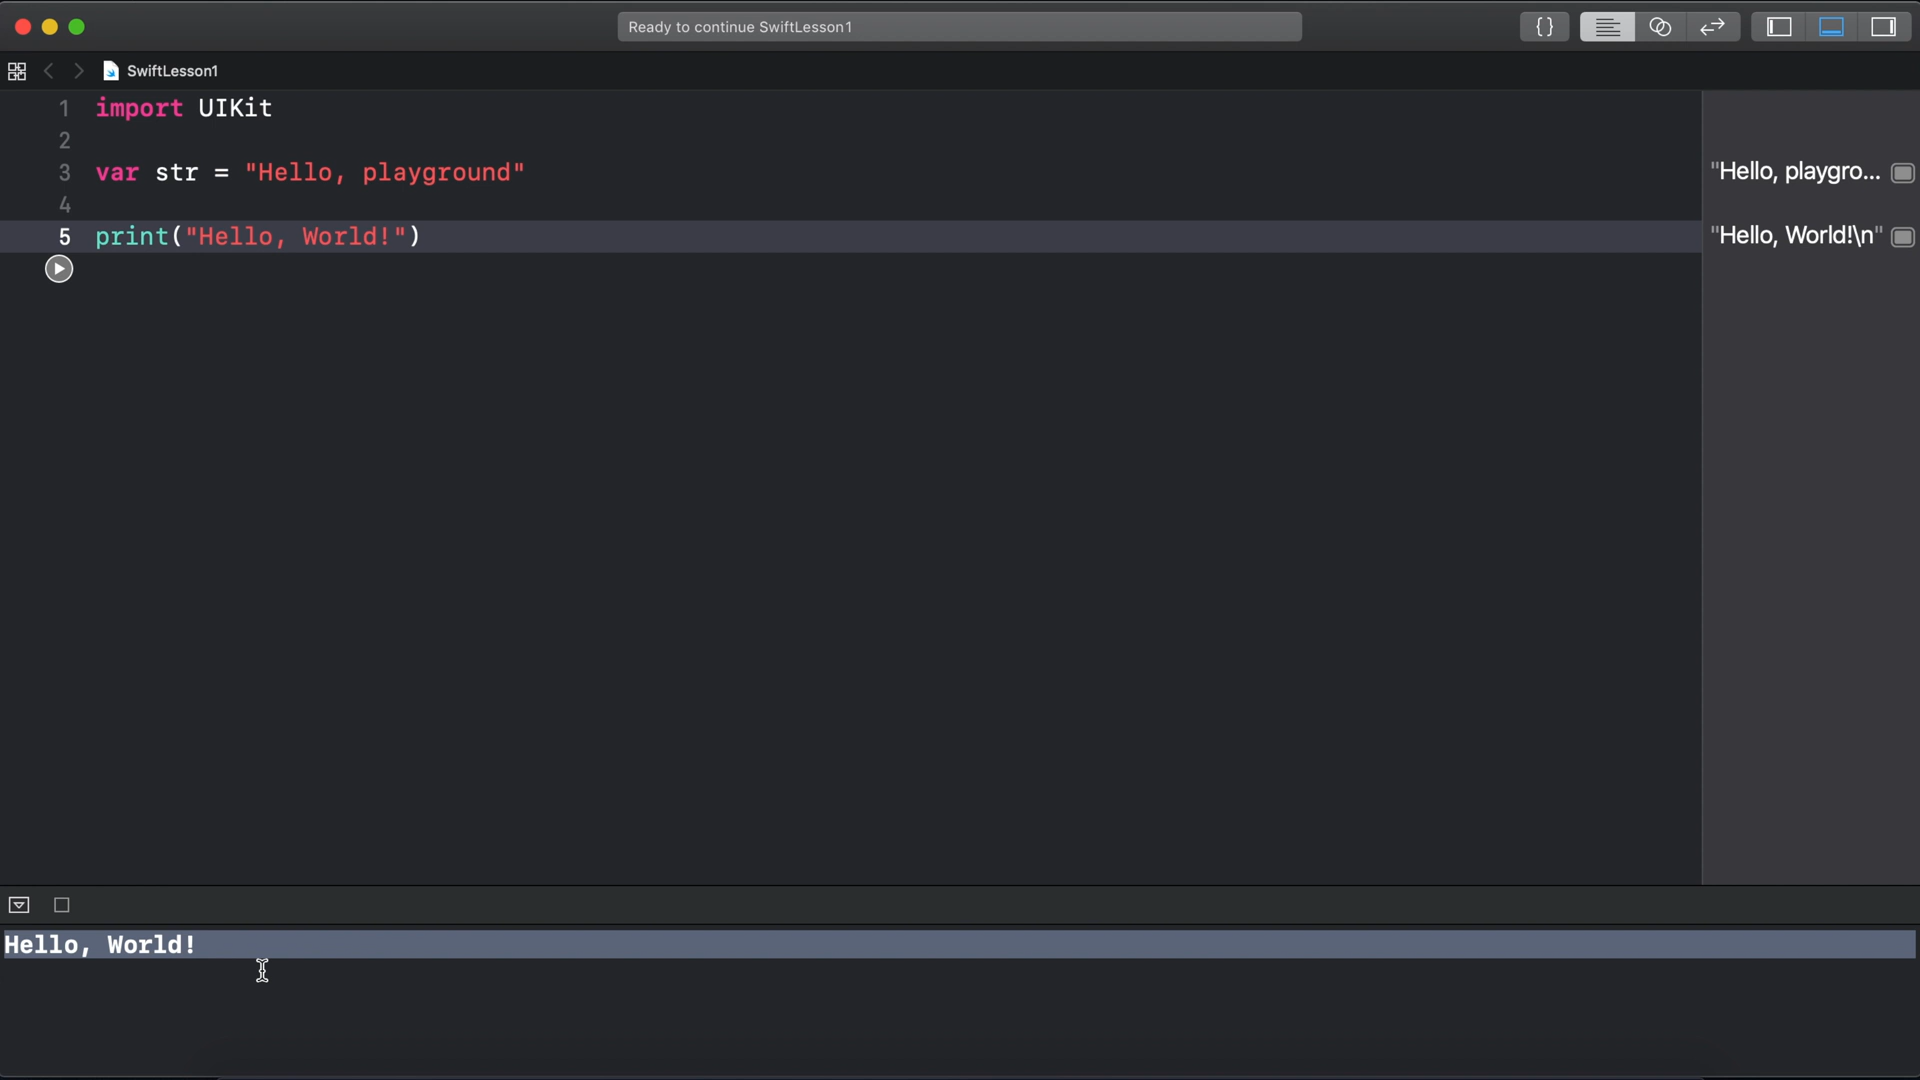 Ready to continue SwiftLesson1
{ }
SwiftLesson1
1 import UIKit
2
3 var str = "Hello, playground"
"Hello, playgro...
4
5 print("Hello, World!")
"Hello, World!\n"
Hello, World!